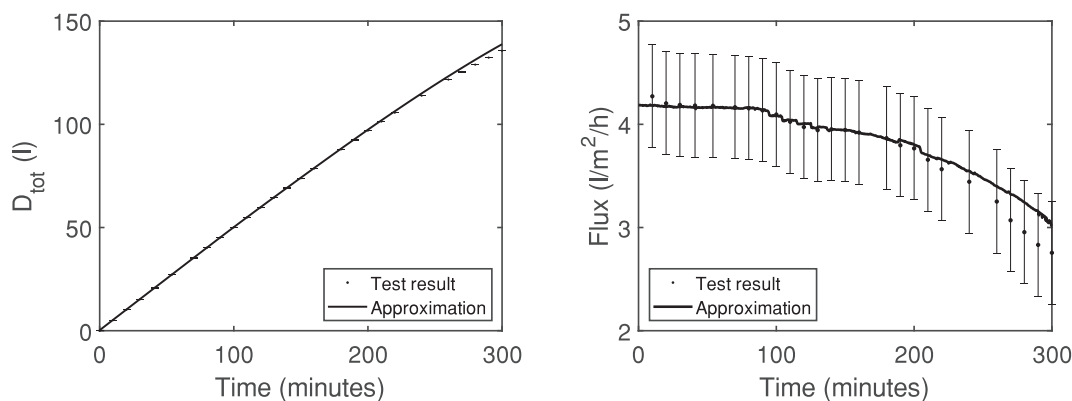 150
100
50
0
D_tot (l)
0 100 200 300
Time (minutes)
Test result
Approximation
5
4
3
2
Flux (l/m²/h)
0 100 200 300
Time (minutes)
Test result
Approximation